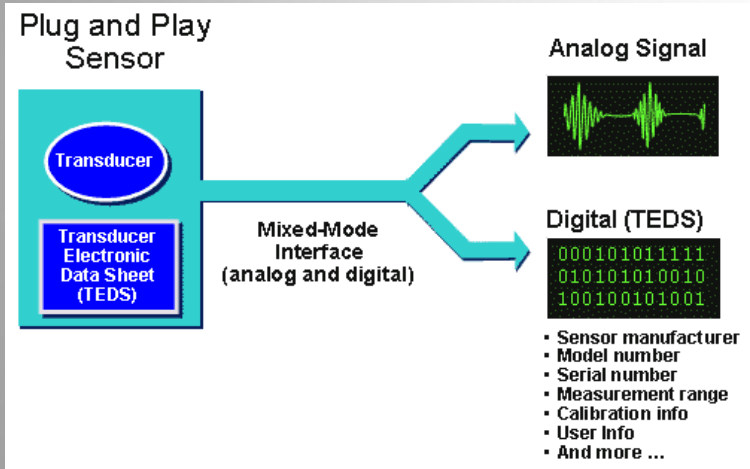 Plug and Play
Sensor
Transducer
Transducer
Electronic
Data Sheet
(TEDS)
Mixed-Mode
Interface
(analog and digital)
Analog Signal
Digital (TEDS)
000101011111
010101010010
100100101001
▪ Sensor manufacturer
▪ Model number
▪ Serial number
▪ Measurement range
▪ Calibration info
▪ User Info
▪ And more ...